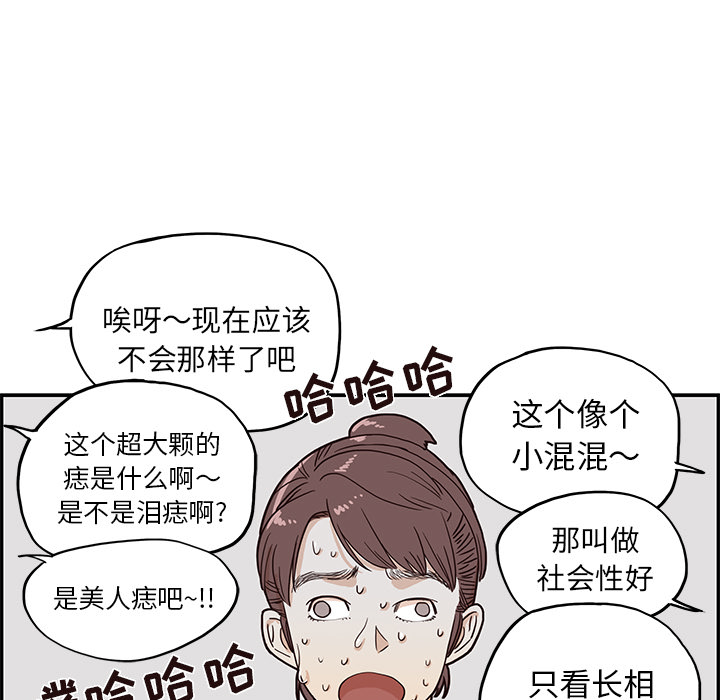 唉呀～现在应该
不会那样了吧
哈哈哈
这个像个
小混混～
这个超大颗的
痣是什么啊～
是不是泪痣啊?
那叫做
社会性好
是美人痣吧~!!
哈哈哈
只看长相